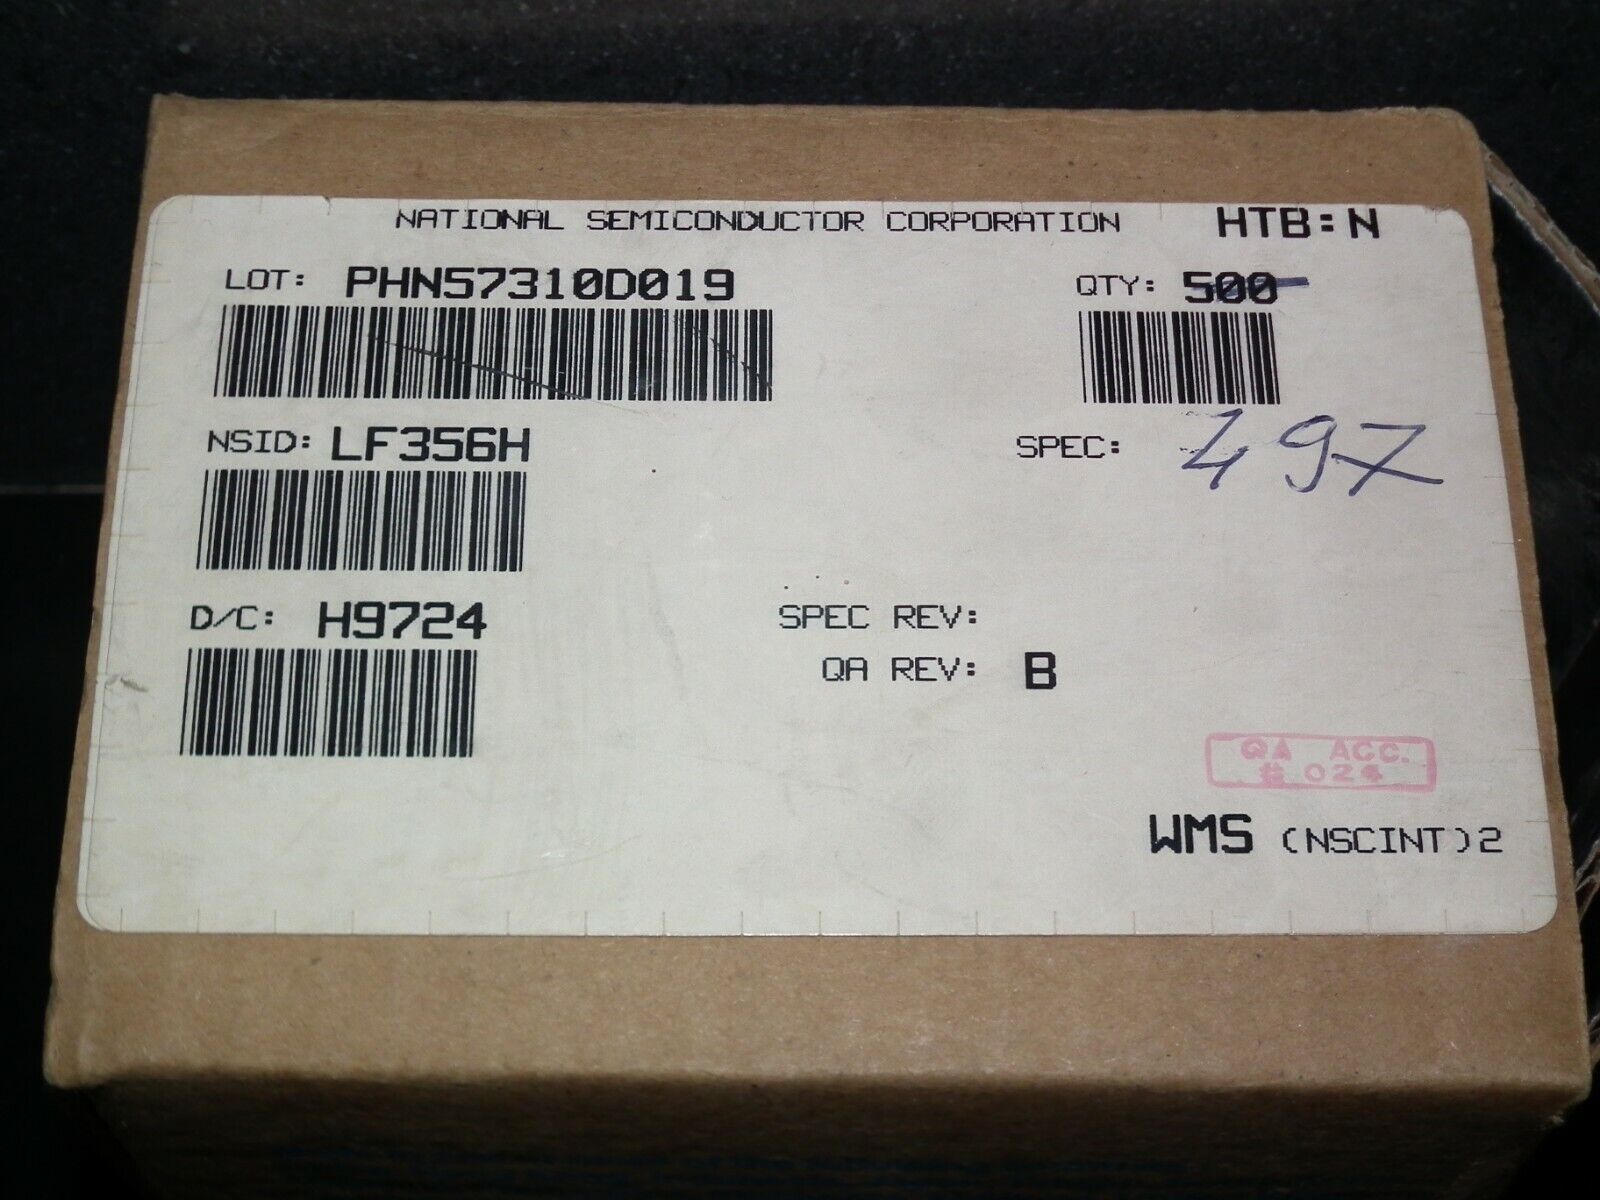 NATIONAL SEMICONDUCTOR CORPORATION HTB:N
LOT: PHN57310D019 QTY: 500
NSID: LF356H SPEC: 497
D/C: H9724 SPEC REV:
QA REV: B
QA ACC.
# 024
WMS (NSCINT)2